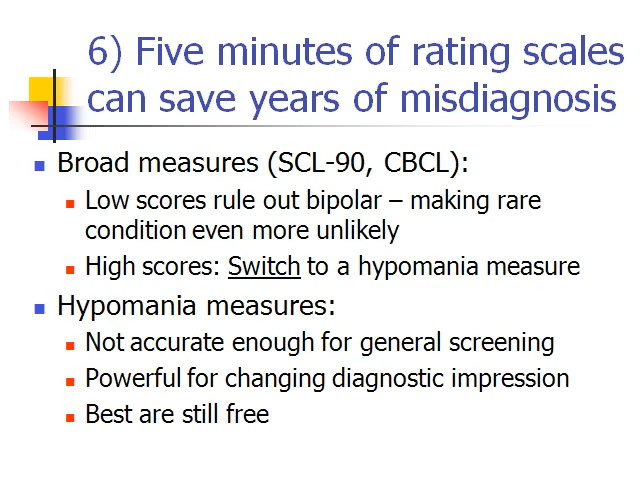 6) Five minutes of rating scales
can save years of misdiagnosis
Broad measures (SCL-90, CBCL):
Low scores rule out bipolar – making rare
condition even more unlikely
High scores: Switch to a hypomania measure
Hypomania measures:
Not accurate enough for general screening
Powerful for changing diagnostic impression
Best are still free